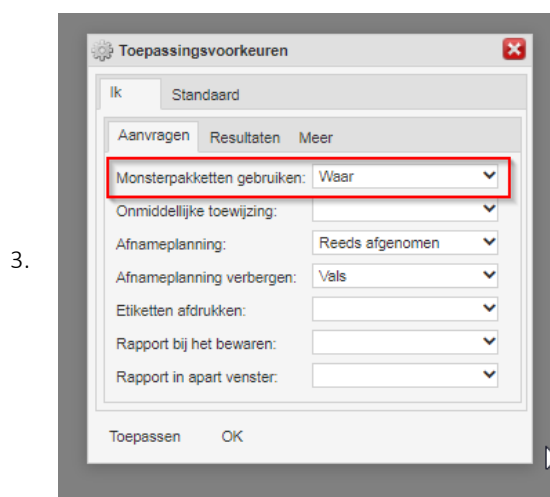 Toepassingsvoorkeuren
Ik Standaard
Aanvragen Resultaten Meer
Monsterpakketten gebruiken: Waar
Onmiddellijke toewijzing:
3.
Afnameplanning: Reeds afgenomen
Afnameplanning verbergen: Vals
Etiketten afdrukken:
Rapport bij het bewaren:
Rapport in apart venster:
Toepassen OK